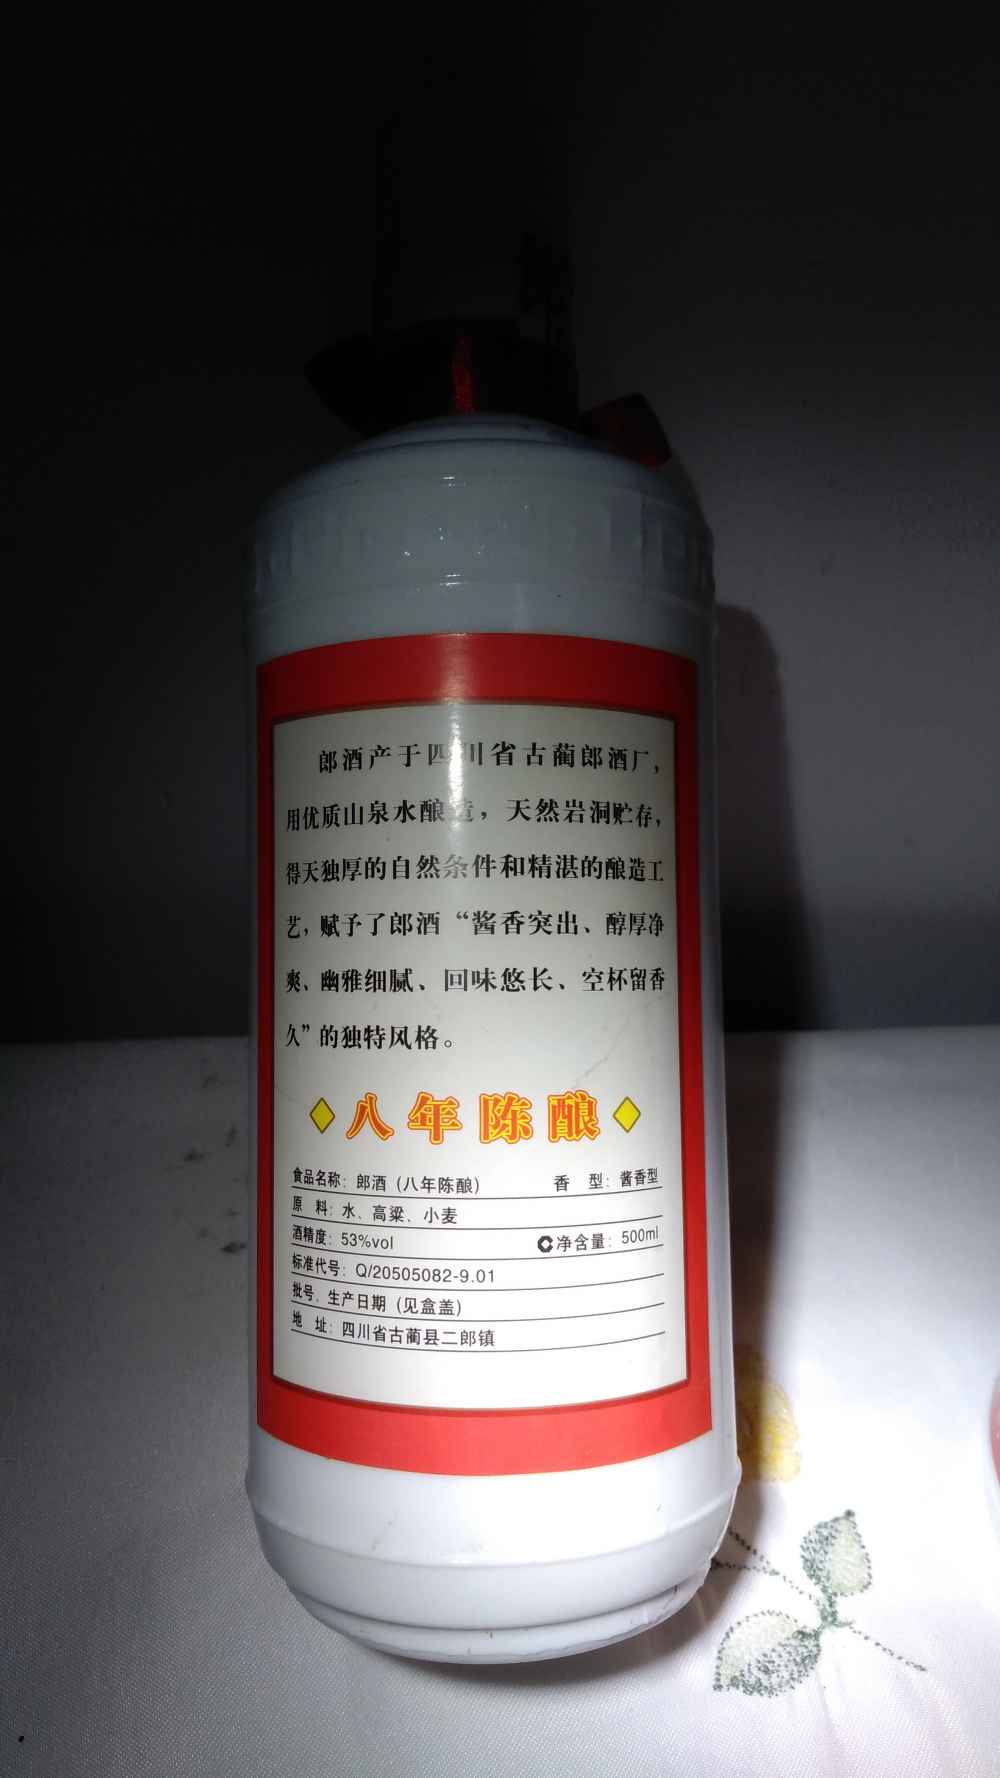 郎酒产于四川省古蔺郎酒厂，
用优质山泉水酿造，天然岩洞贮存，
得天独厚的自然条件和精湛的酿造工
艺，赋予了郎酒“酱香突出、醇厚净
爽、幽雅细腻、回味悠长、空杯留香
久”的独特风格。
八年陈酿
食品名称：郎酒（八年陈酿） 香 型：酱香型
原 料：水、高粱、小麦
酒精度：53%vol 净含量：500ml
标准代号：Q/20505082-9.01
批号、生产日期（见盒盖）
地 址：四川省古蔺县二郎镇